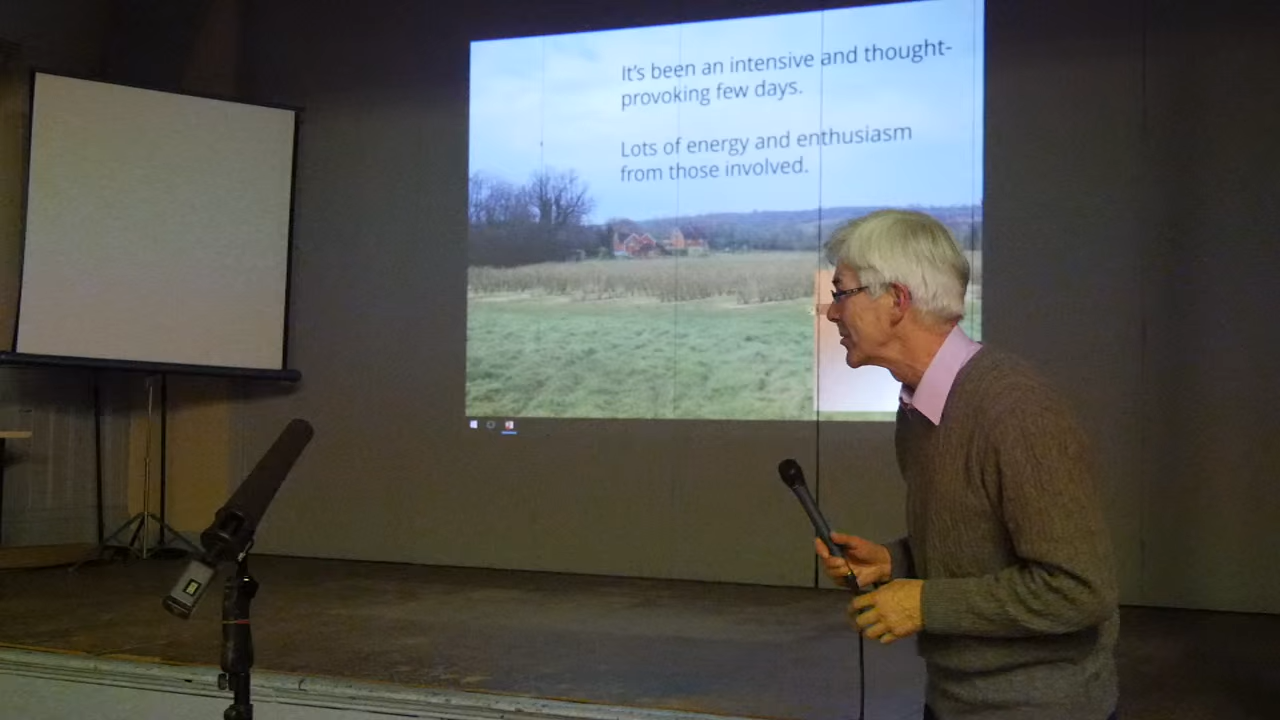 It's been an intensive and thought-
provoking few days.
Lots of energy and enthusiasm
from those involved.